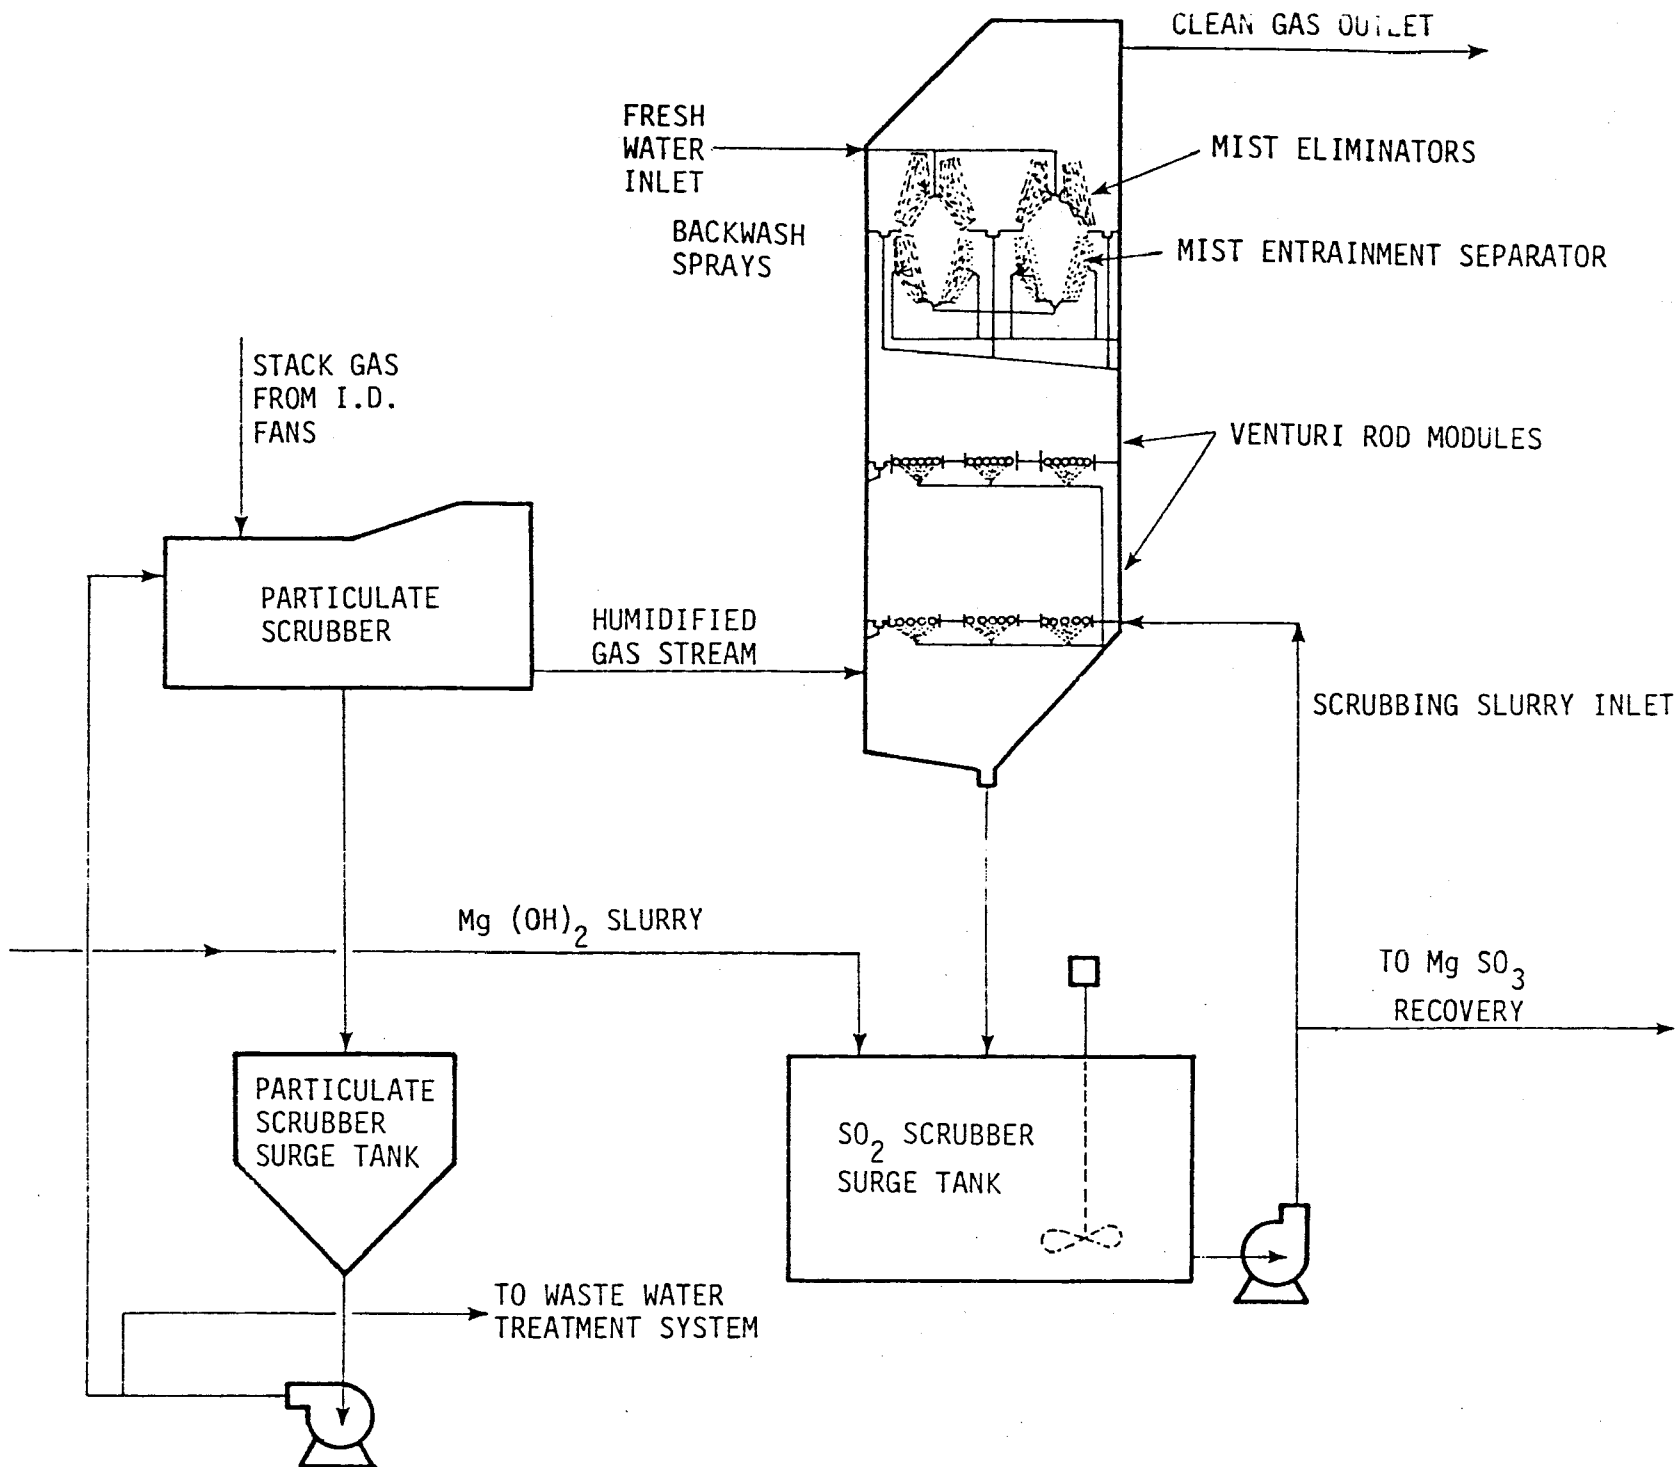 CLEAN GAS OUTLET
FRESH
WATER
INLET
MIST ELIMINATORS
BACKWASH
SPRAYS
MIST ENTRAINMENT SEPARATOR
STACK GAS
FROM I.D.
FANS
VENTURI ROD MODULES
PARTICULATE
SCRUBBER
HUMIDIFIED
GAS STREAM
SCRUBBING SLURRY INLET
Mg (OH)2 SLURRY
TO Mg SO3
RECOVERY
PARTICULATE
SCRUBBER
SURGE TANK
SO2 SCRUBBER
SURGE TANK
TO WASTE WATER
TREATMENT SYSTEM